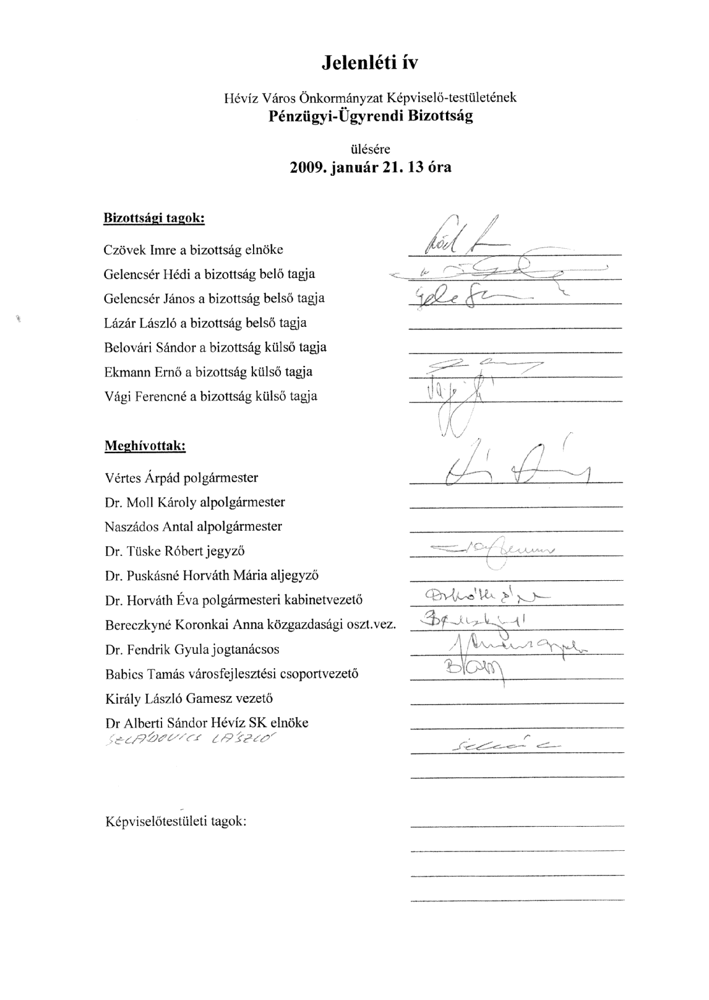 Jelenléti ív
Hévíz Város Önkormányzat Képviselő-testületének
Pénzügyi-Ügyrendi Bizottság
ülésére
2009. január 21. 13 óra
Bizottsági tagok:
Czövek Imre a bizottság elnöke
Gelencsér Hédi a bizottság belő tagja
Gelencsér János a bizottság belső tagja
Lázár László a bizottság belső tagja
Belovári Sándor a bizottság külső tagja
Ekmann Ernő a bizottság külső tagja
Vági Ferencné a bizottság külső tagja
Meghívottak:
Vértes Árpád polgármester
Dr. Moll Károly alpolgármester
Naszádos Antal alpolgármester
Dr. Tüske Róbert jegyző
Dr. Puskásné Horváth Mária aljegyző
Dr. Horváth Éva polgármesteri kabinetvezető
Bereczkyné Koronkai Anna közgazdasági oszt.vez.
Dr. Fendrik Gyula jogtanácsos
Babics Tamás városfejlesztési csoportvezető
Király László Gamesz vezető
Dr Alberti Sándor Hévíz SK elnöke
SZLÁDOVICS LÁSZLÓ
Képviselőtestületi tagok: